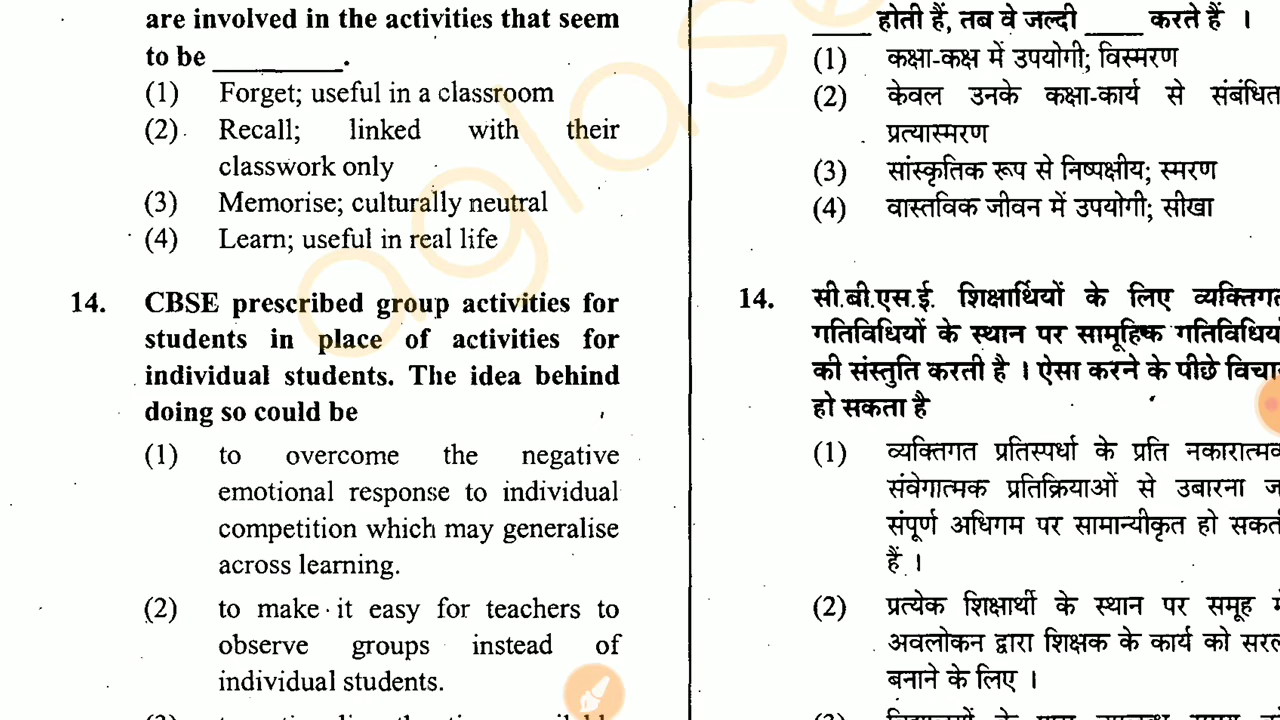 are involved in the activities that seem
to be _________.
(1) Forget; useful in a classroom
(2) Recall; linked with their
classwork only
(3) Memorise; culturally neutral
(4) Learn; useful in real life
14. CBSE prescribed group activities for
students in place of activities for
individual students. The idea behind
doing so could be
(1) to overcome the negative
emotional response to individual
competition which may generalise
across learning.
(2) to make it easy for teachers to
observe groups instead of
individual students.
____ होती हैं, तब वे जल्दी ____ करते हैं ।
(1) कक्षा-कक्ष में उपयोगी; विस्मरण
(2) केवल उनके कक्षा-कार्य से संबंधित
प्रत्यास्मरण
(3) सांस्कृतिक रूप से निष्पक्षीय; स्मरण
(4) वास्तविक जीवन में उपयोगी; सीखा
14. सी.बी.एस.ई. शिक्षार्थियों के लिए व्यक्तिगत
गतिविधियों के स्थान पर सामूहिक गतिविधियों
की संस्तुति करती है । ऐसा करने के पीछे विचार
हो सकता है
(1) व्यक्तिगत प्रतिस्पर्धा के प्रति नकारात्मक
संवेगात्मक प्रतिक्रियाओं से उबारना
संपूर्ण अधिगम पर सामान्यीकृत हो सकती
हैं ।
(2) प्रत्येक शिक्षार्थी के स्थान पर समूह
अवलोकन द्वारा शिक्षक के कार्य को सरल
बनाने के लिए ।